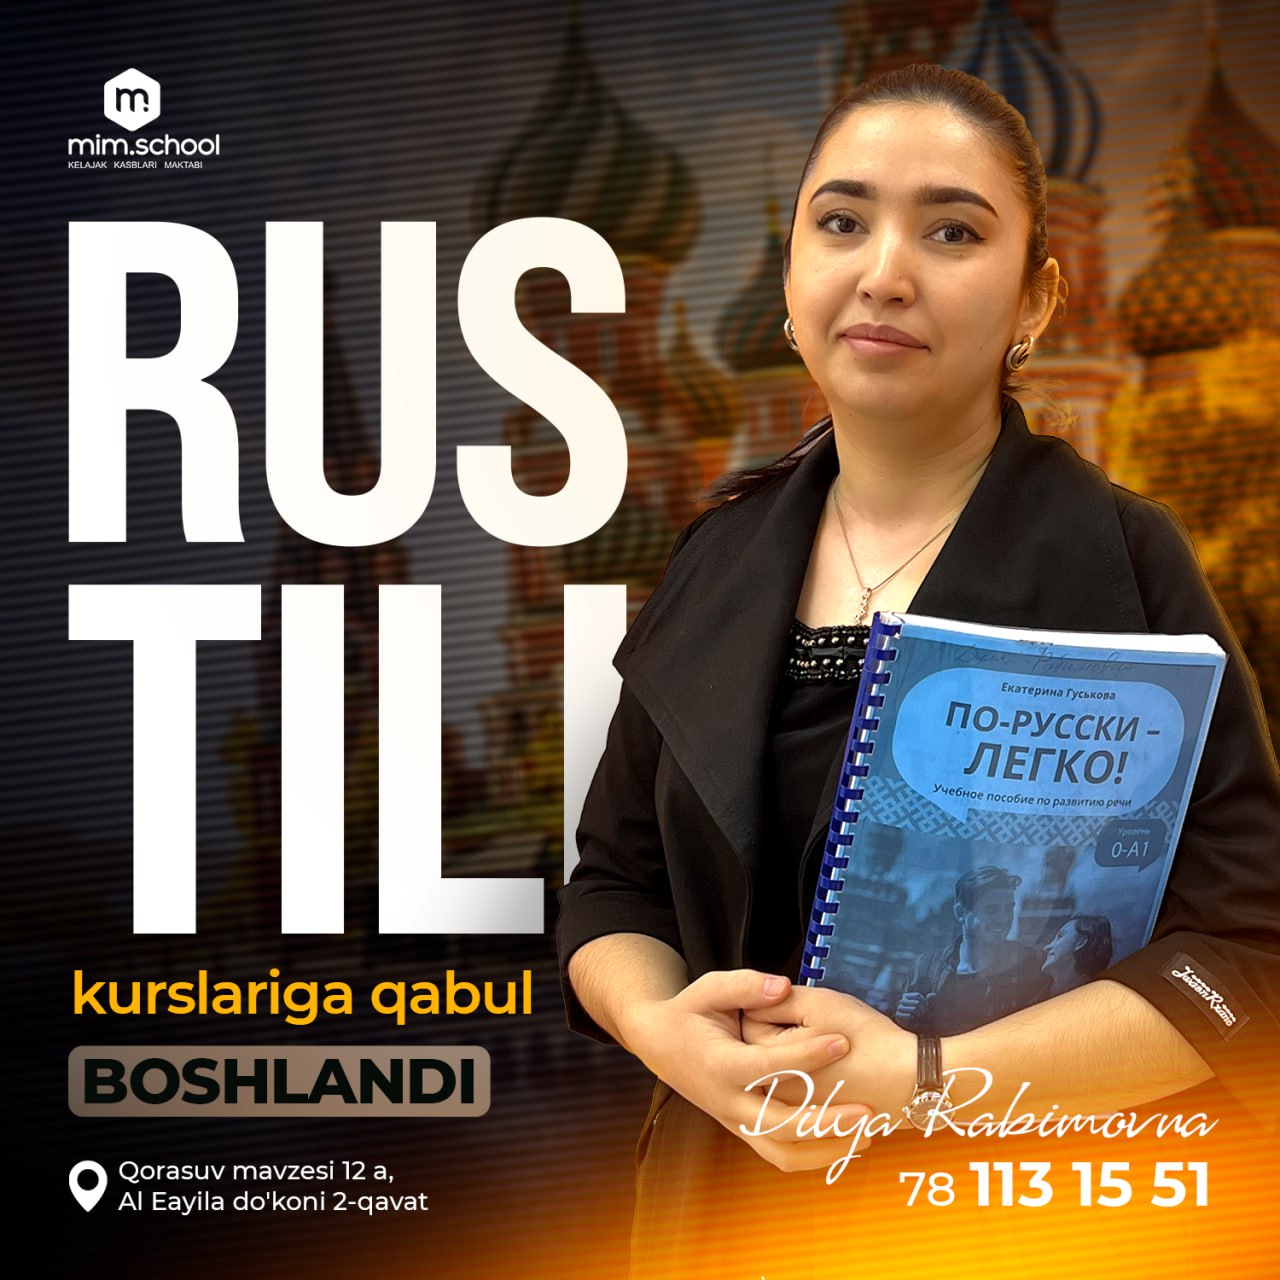 m.
mim.school
KELAJAK KASBLARI MAKTABI
RUS
TILI
kurslariga qabul
BOSHLANDI
Qorasuv mavzesi 12 a,
Al Eayila do'koni 2-qavat
Екатерина Гуськова
ПО-РУССКИ –
ЛЕГКО!
Учебное пособие по развитию речи
Уровень
0-А1
Dilya Rabimovna
78 113 15 51